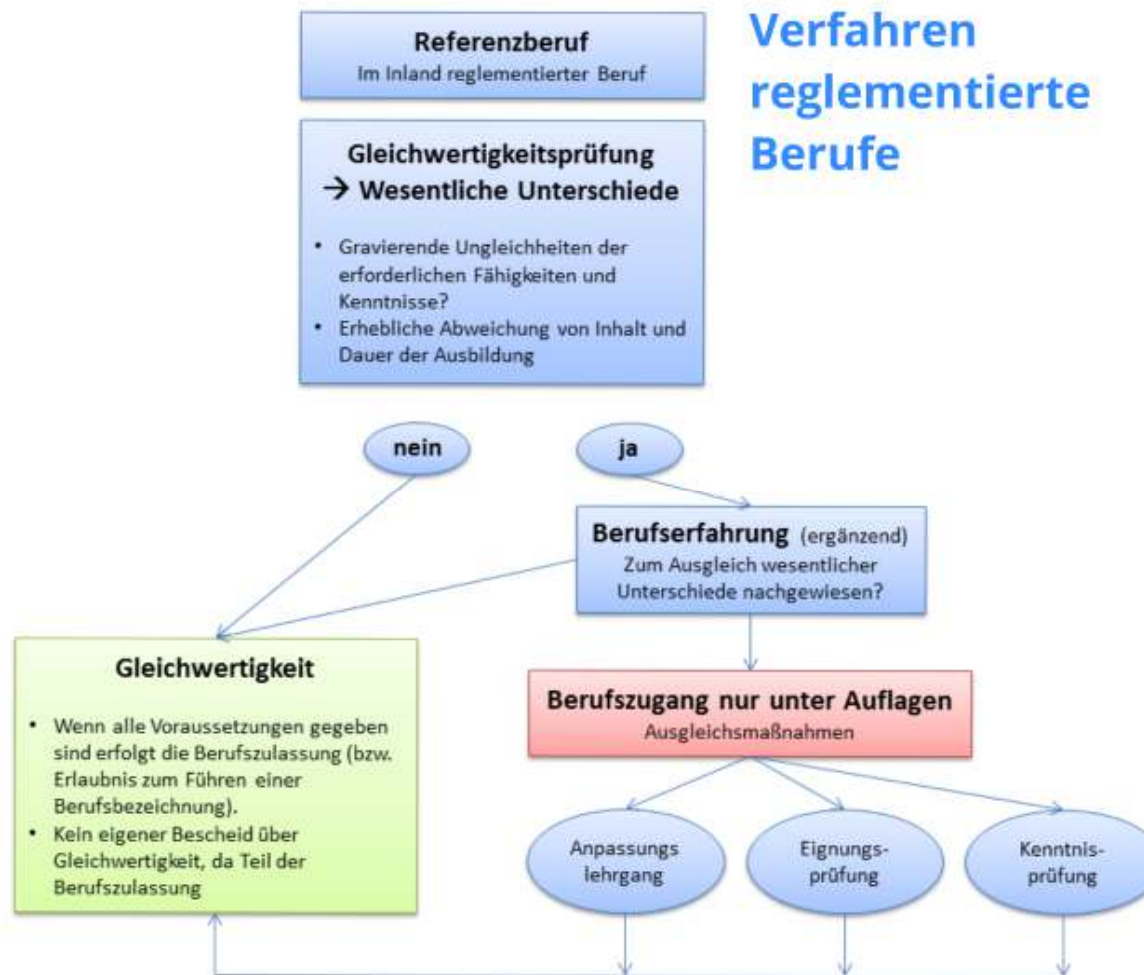 Verfahren
reglementierte
Berufe
Referenzberuf
Im Inland reglementierter Beruf
Gleichwertigkeitsprüfung
→ Wesentliche Unterschiede
• Gravierende Ungleichheiten der
erforderlichen Fähigkeiten und
Kenntnisse?
• Erhebliche Abweichung von Inhalt und
Dauer der Ausbildung
nein
ja
Berufserfahrung (ergänzend)
Zum Ausgleich wesentlicher
Unterschiede nachgewiesen?
Gleichwertigkeit
• Wenn alle Voraussetzungen gegeben
sind erfolgt die Berufszulassung (bzw.
Erlaubnis zum Führen einer
Berufsbezeichnung).
• Kein eigener Bescheid über
Gleichwertigkeit, da Teil der
Berufszulassung
Berufszugang nur unter Auflagen
Ausgleichsmaßnahmen
Anpassungs
lehrgang
Eignungs-
prüfung
Kenntnis-
prüfung